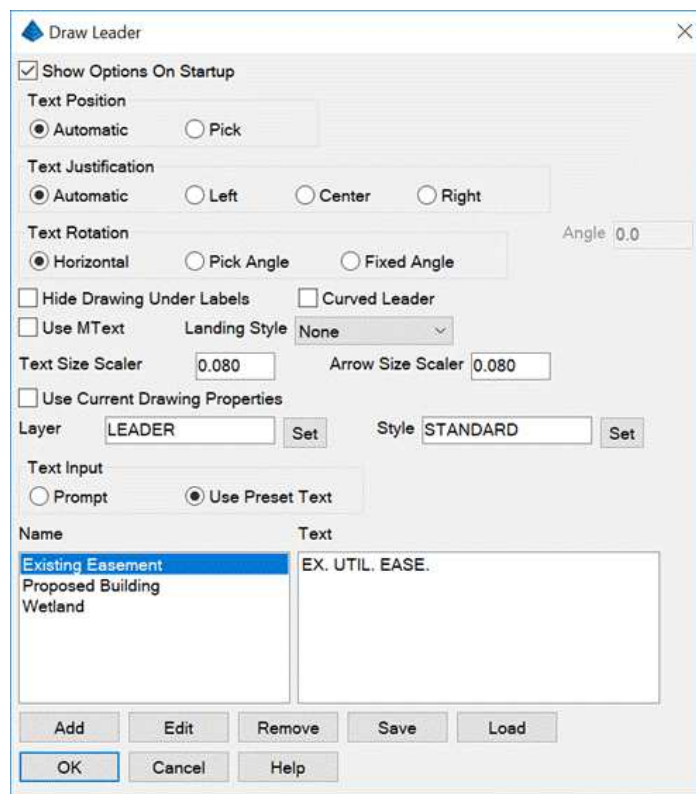 Draw Leader
Show Options On Startup
Text Position
Automatic Pick
Text Justification
Automatic Left Center Right
Text Rotation Angle 0.0
Horizontal Pick Angle Fixed Angle
Hide Drawing Under Labels Curved Leader
Use MText Landing Style None
Text Size Scaler 0.080 Arrow Size Scaler 0.080
Use Current Drawing Properties
Layer LEADER Set Style STANDARD Set
Text Input
Prompt Use Preset Text
Name Text
Existing Easement EX. UTIL. EASE.
Proposed Building
Wetland
Add Edit Remove Save Load
OK Cancel Help